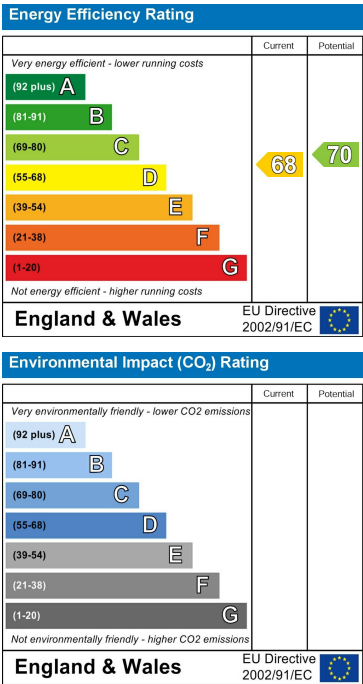 Energy Efficiency Rating
Current Potential
Very energy efficient - lower running costs
(92 plus) A
(81-91) B
(69-80) C
(55-68) D
(39-54) E
(21-38) F
(1-20) G
68
70
Not energy efficient - higher running costs
England & Wales
EU Directive
2002/91/EC
Environmental Impact (CO₂) Rating
Current Potential
Very environmentally friendly - lower CO2 emissions
(92 plus) A
(81-91) B
(69-80) C
(55-68) D
(39-54) E
(21-38) F
(1-20) G
Not environmentally friendly - higher CO2 emissions
England & Wales
EU Directive
2002/91/EC